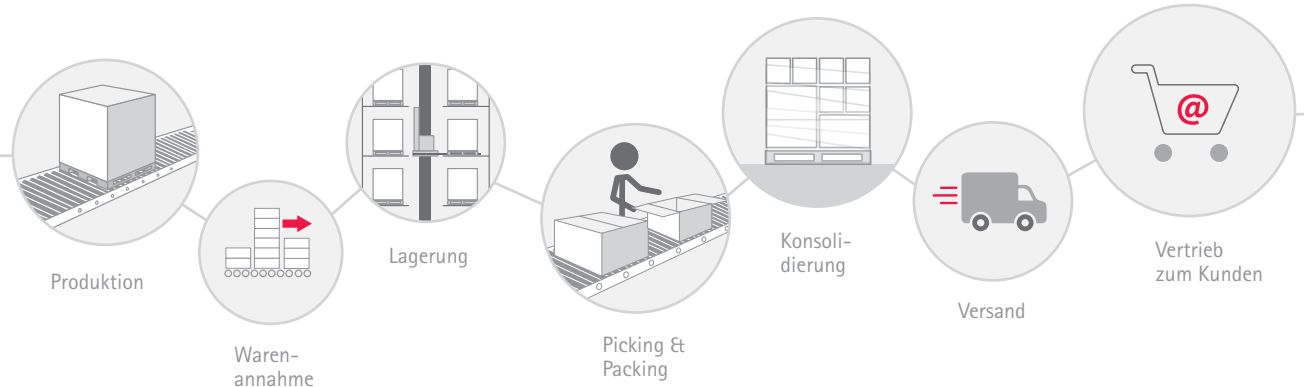 Produktion
Waren-
annahme
Lagerung
Picking &
Packing
Konsoli-
dierung
Versand
@
Vertrieb
zum Kunden